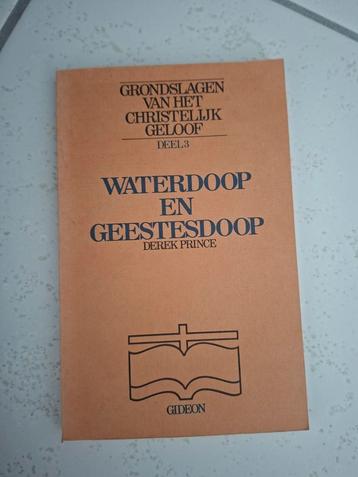 GRONDSLAGEN
VAN HET
CHRISTELIJK
GELOOF
DEEL 3
WATERDOOP
EN
GEESTESDOOP
DEREK PRINCE
GIDEON